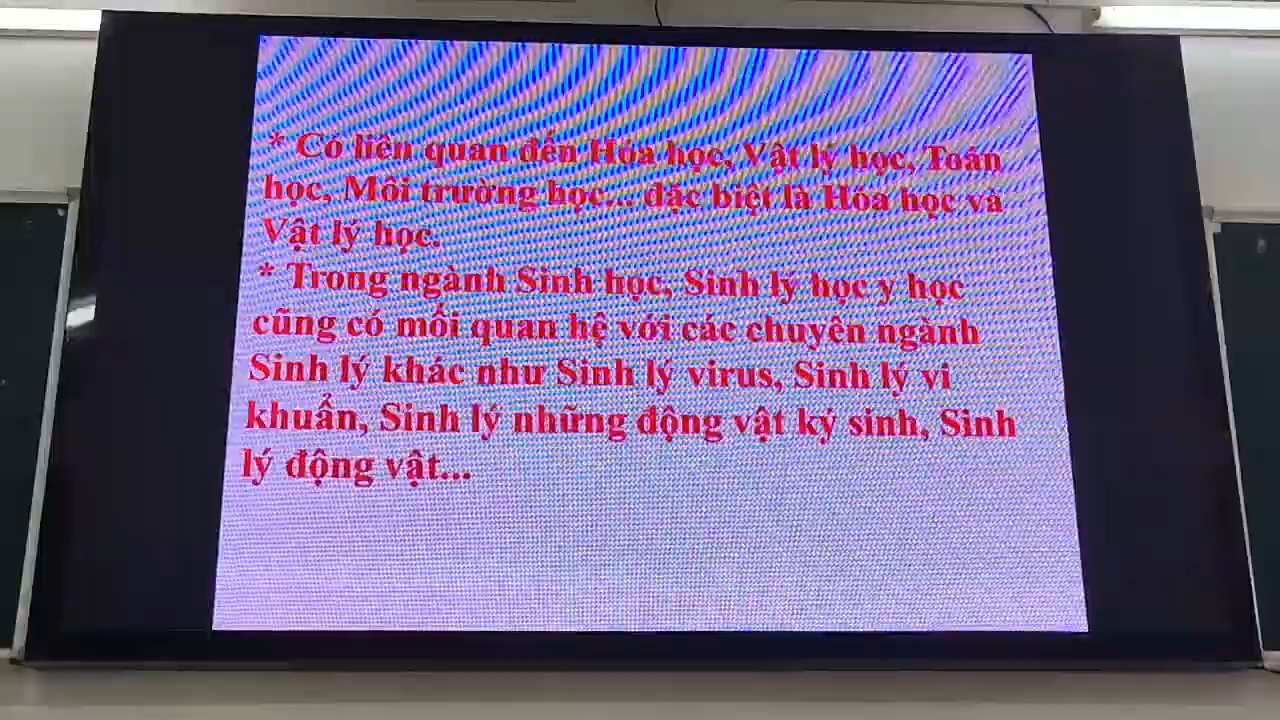 * Có liên quan đến Hóa học, Vật lý học, Toán
học, Môi trường học... đặc biệt là Hóa học và
Vật lý học.
* Trong ngành Sinh học, Sinh lý học y học
cũng có mối quan hệ với các chuyên ngành
Sinh lý khác như Sinh lý virus, Sinh lý vi
khuẩn, Sinh lý những động vật ký sinh, Sinh
lý động vật...